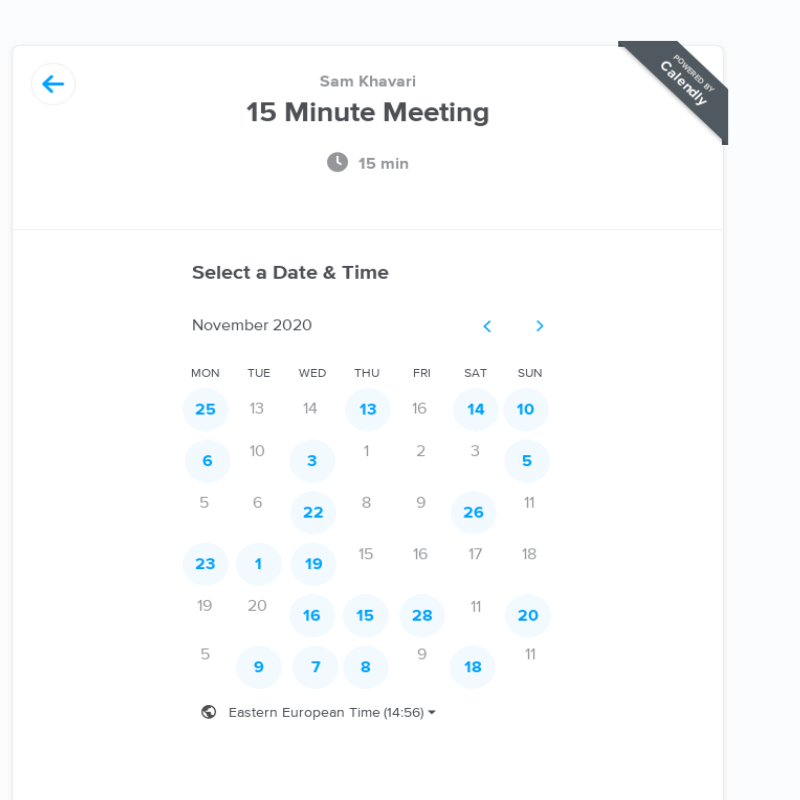 POWERED BY
Calendly
Sam Khavari
15 Minute Meeting
15 min
Select a Date & Time
November 2020
MON TUE WED THU FRI SAT SUN
25 13 14 13 16 14 10
6 10 3 1 2 3 5
5 6 22 8 9 26 11
23 1 19 15 16 17 18
19 20 16 15 28 11 20
5 9 7 8 9 18 11
Eastern European Time (14:56)